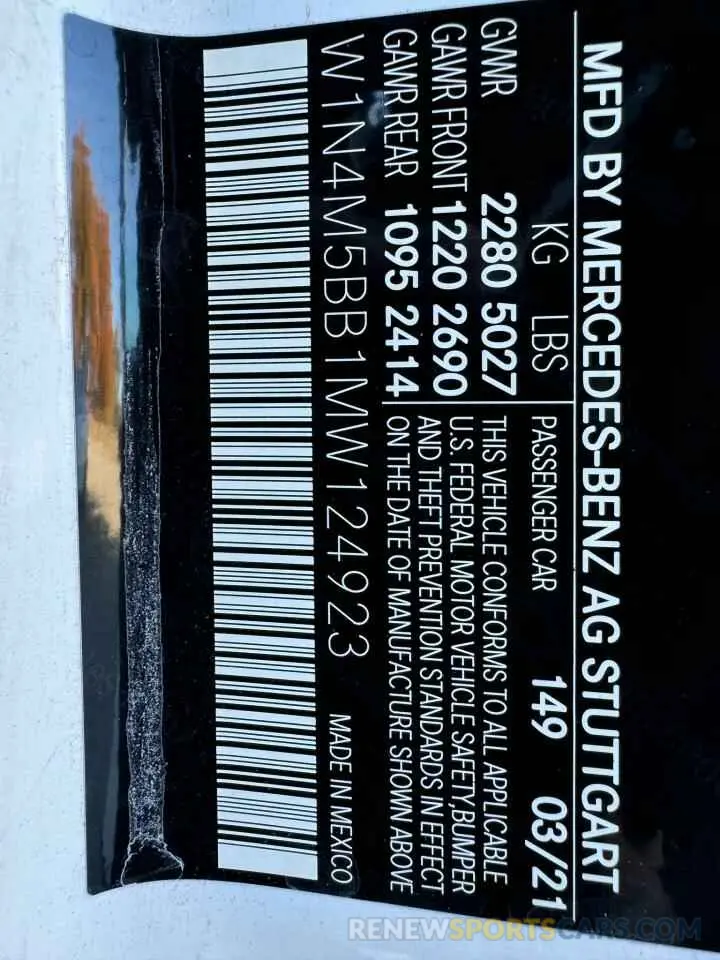 MFD BY MERCEDES-BENZ AG STUTTGART
KG LBS PASSENGER CAR 149 03/21
GVWR 2280 5027
GAWR FRONT 1220 2690
GAWR REAR 1095 2414
THIS VEHICLE CONFORMS TO ALL APPLICABLE
U.S. FEDERAL MOTOR VEHICLE SAFETY,BUMPER
AND THEFT PREVENTION STANDARDS IN EFFECT
ON THE DATE OF MANUFACTURE SHOWN ABOVE
W1N4M5BB1MW124923 MADE IN MEXICO
RENEWSPORTSCARS.COM